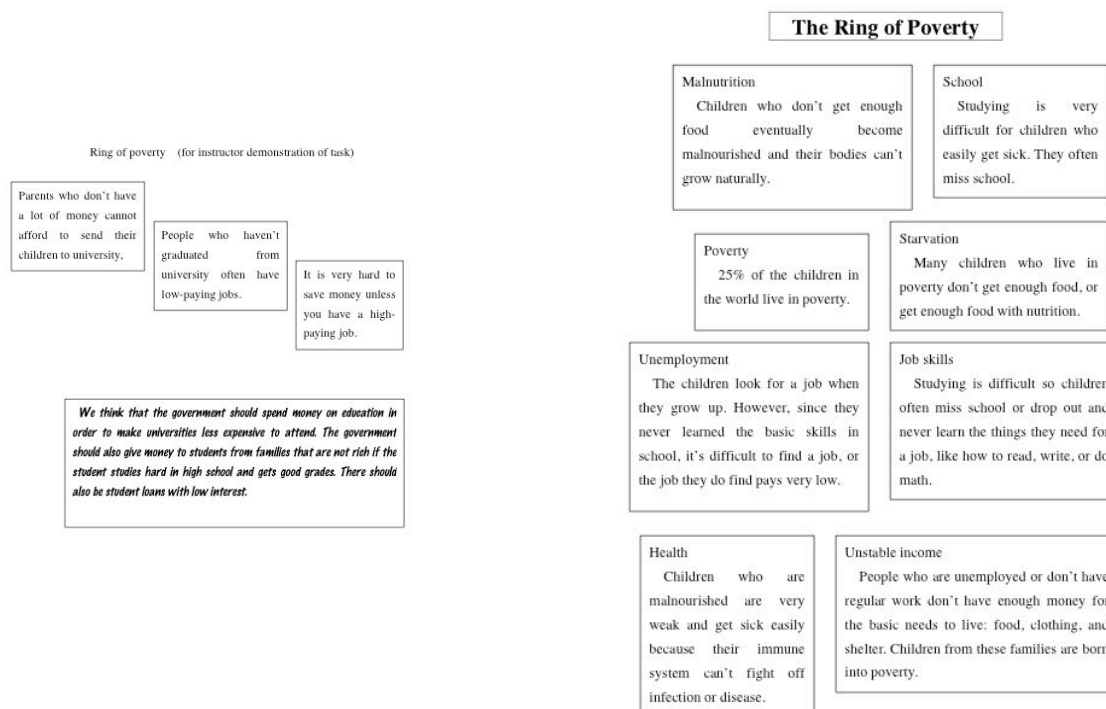 Ring of poverty (for instructor demonstration of task)
Parents who don't have
a lot of money cannot
afford to send their
children to university,
People who haven't
graduated from
university often have
low-paying jobs.
It is very hard to
save money unless
you have a high-
paying job.
We think that the government should spend money on education in
order to make universities less expensive to attend. The government
should also give money to students from families that are not rich if the
student studies hard in high school and gets good grades. There should
also be student loans with low interest.
The Ring of Poverty
Malnutrition
Children who don't get enough
food eventually become
malnourished and their bodies can't
grow naturally.
School
Studying is very
difficult for children who
easily get sick. They often
miss school.
Poverty
25% of the children in
the world live in poverty.
Starvation
Many children who live in
poverty don't get enough food, or
get enough food with nutrition.
Unemployment
The children look for a job when
they grow up. However, since they
never learned the basic skills in
school, it's difficult to find a job, or
the job they do find pays very low.
Job skills
Studying is difficult so children
often miss school or drop out and
never learn the things they need for
a job, like how to read, write, or do
math.
Health
Children who are
malnourished are very
weak and get sick easily
because their immune
system can't fight off
infection or disease.
Unstable income
People who are unemployed or don't have
regular work don't have enough money for
the basic needs to live: food, clothing, and
shelter. Children from these families are born
into poverty.